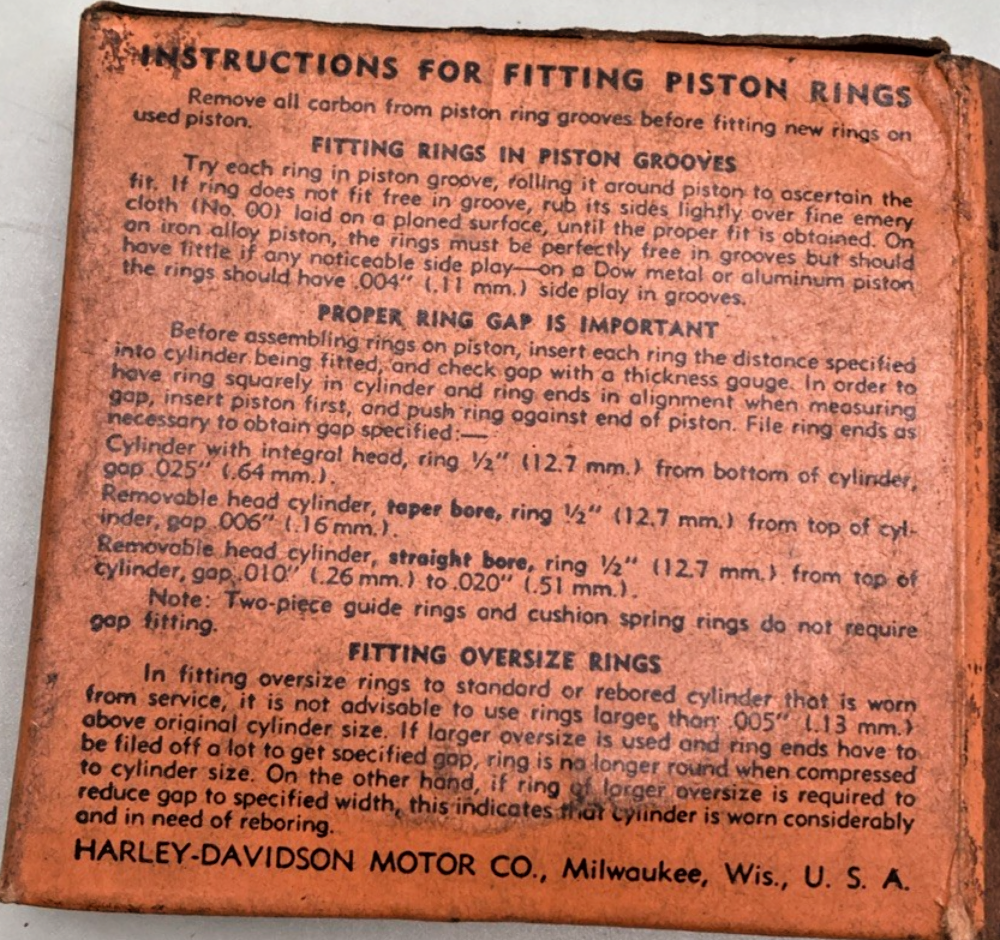 INSTRUCTIONS FOR FITTING PISTON RINGS
Remove all carbon from piston ring grooves before fitting new rings on
used piston.
FITTING RINGS IN PISTON GROOVES
Try each ring in piston groove, rolling it around piston to ascertain the
fit. If ring does not fit free in groove, rub its sides lightly over fine emery
cloth (No. 00) laid on a planed surface, until the proper fit is obtained. On
an iron alloy piston, the rings must be perfectly free in grooves but should
have little if any noticeable side play—on a Dow metal or aluminum piston
the rings should have .004" (.11 mm.) side play in grooves.
PROPER RING GAP IS IMPORTANT
Before assembling rings on piston, insert each ring the distance specified
into cylinder being fitted, and check gap with a thickness gauge. In order to
have ring squarely in cylinder and ring ends in alignment when measuring
gap, insert piston first, and push ring against end of piston. File ring ends as
necessary to obtain gap specified:—
Cylinder with integral head, ring ½" (12.7 mm.) from bottom of cylinder,
gap .025" (.64 mm.).
Removable head cylinder, taper bore, ring ½" (12.7 mm.) from top of cyl-
inder, gap .006" (.16 mm.).
Removable head cylinder, straight bore, ring ½" (12.7 mm.) from top of
cylinder, gap .010" (.26 mm.) to .020" (.51 mm.).
Note: Two-piece guide rings and cushion spring rings do not require
gap fitting.
FITTING OVERSIZE RINGS
In fitting oversize rings to standard or rebored cylinder that is worn
from service, it is not advisable to use rings larger than .005" (.13 mm.)
above original cylinder size. If larger oversize is used and ring ends have to
be filed off a lot to get specified gap, ring is no longer round when compressed
to cylinder size. On the other hand, if ring of larger oversize is required to
reduce gap to specified width, this indicates that cylinder is worn considerably
and in need of reboring.
HARLEY-DAVIDSON MOTOR CO., Milwaukee, Wis., U. S. A.